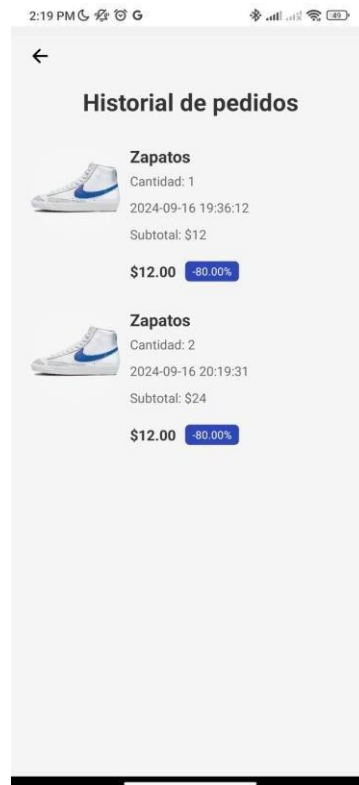 2:19 PM
G
49
Historial de pedidos
Zapatos
Cantidad: 1
2024-09-16 19:36:12
Subtotal: $12
$12.00 -80.00%
Zapatos
Cantidad: 2
2024-09-16 20:19:31
Subtotal: $24
$12.00 -80.00%